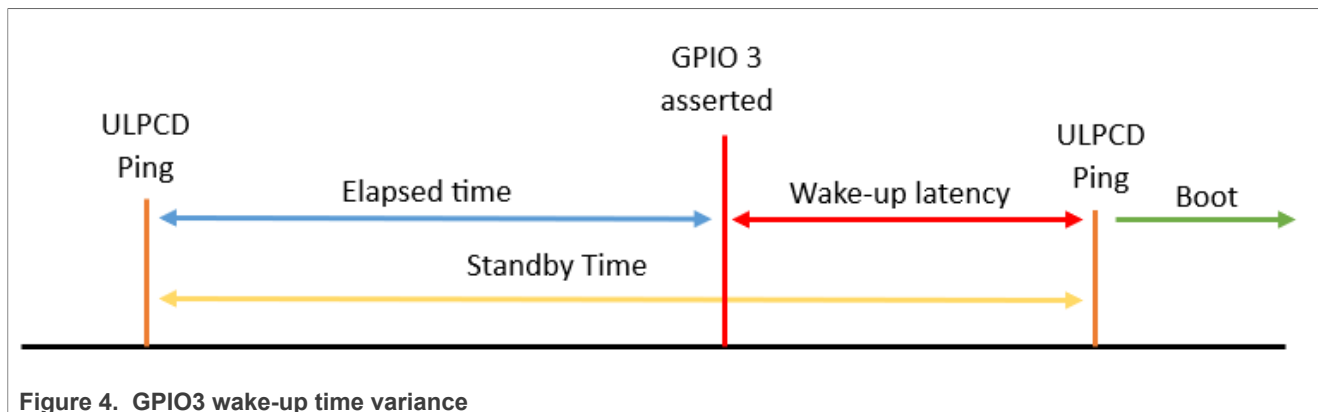 GPIO 3
asserted
ULPCD
Ping
ULPCD
Ping
Elapsed time
Wake-up latency
Boot
Standby Time
Figure 4. GPIO3 wake-up time variance